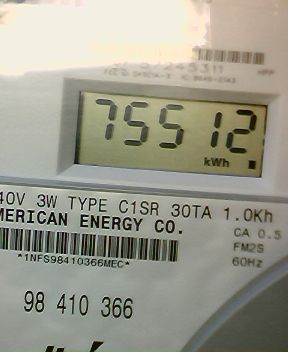 75512
kWh
40V 3W TYPE C1SR 30TA 1.0Kh
MERICAN ENERGY CO.
CA 0.5
FM2S
60Hz
*1NFS98410366MEC*
98 410 366